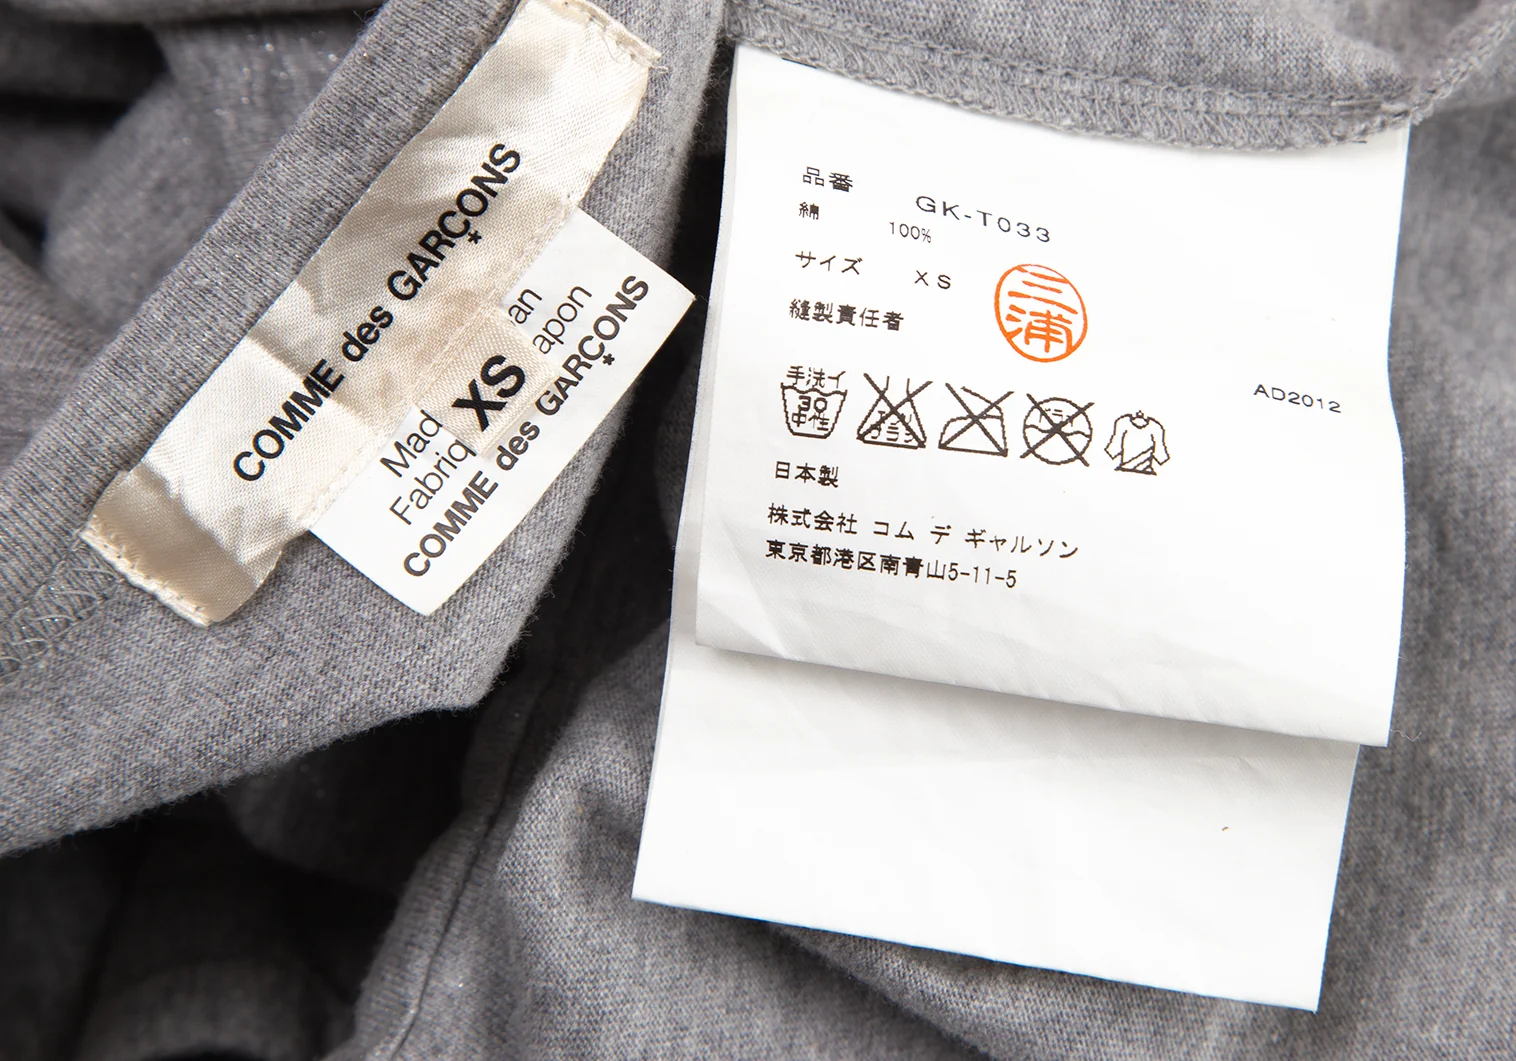 COMME des GARÇONS
*
XS
Mad
an
Fabriq
apon
COMME des GARÇONS
*
品番 GK-T033
綿 100%
サイズ XS
縫製責任者 三浦
手洗イ
30
中性
日本製
AD2012
株式会社 コム デ ギャルソン
東京都港区南青山5-11-5